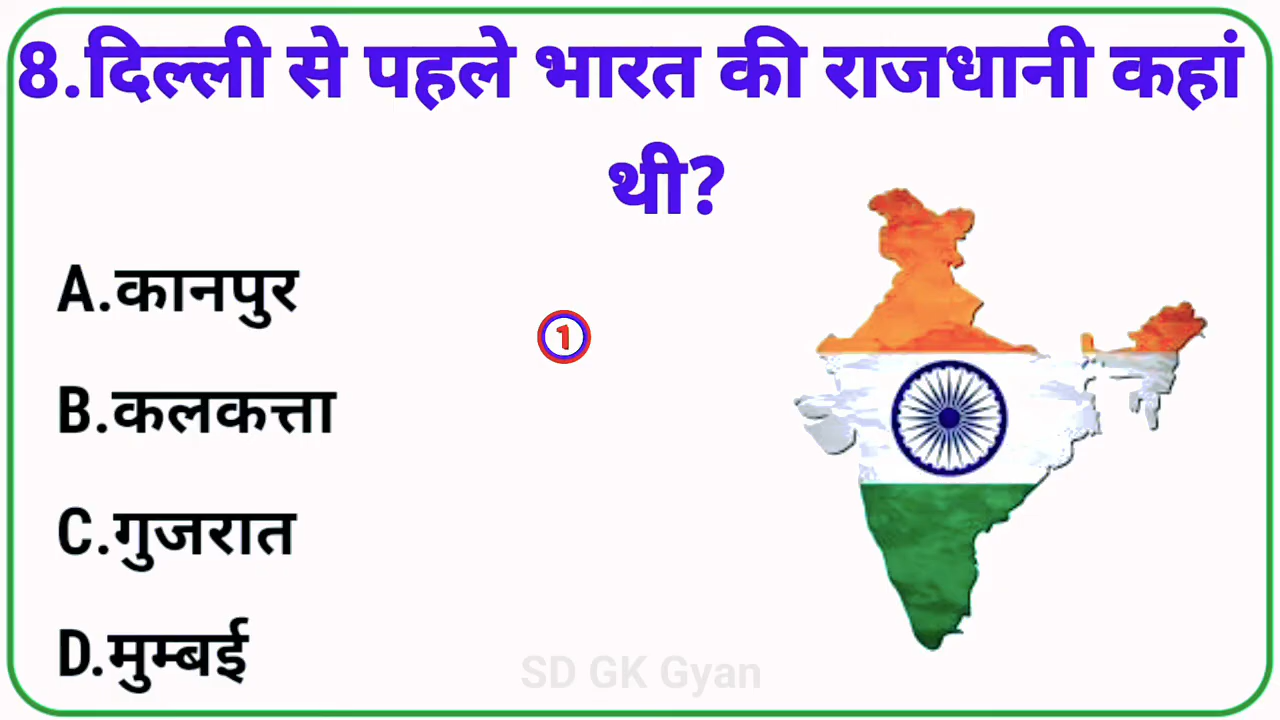 8.दिल्ली से पहले भारत की राजधानी कहां
थी?
A.कानपुर
1
B.कलकत्ता
C.गुजरात
D.मुम्बई
SD GK Gyan